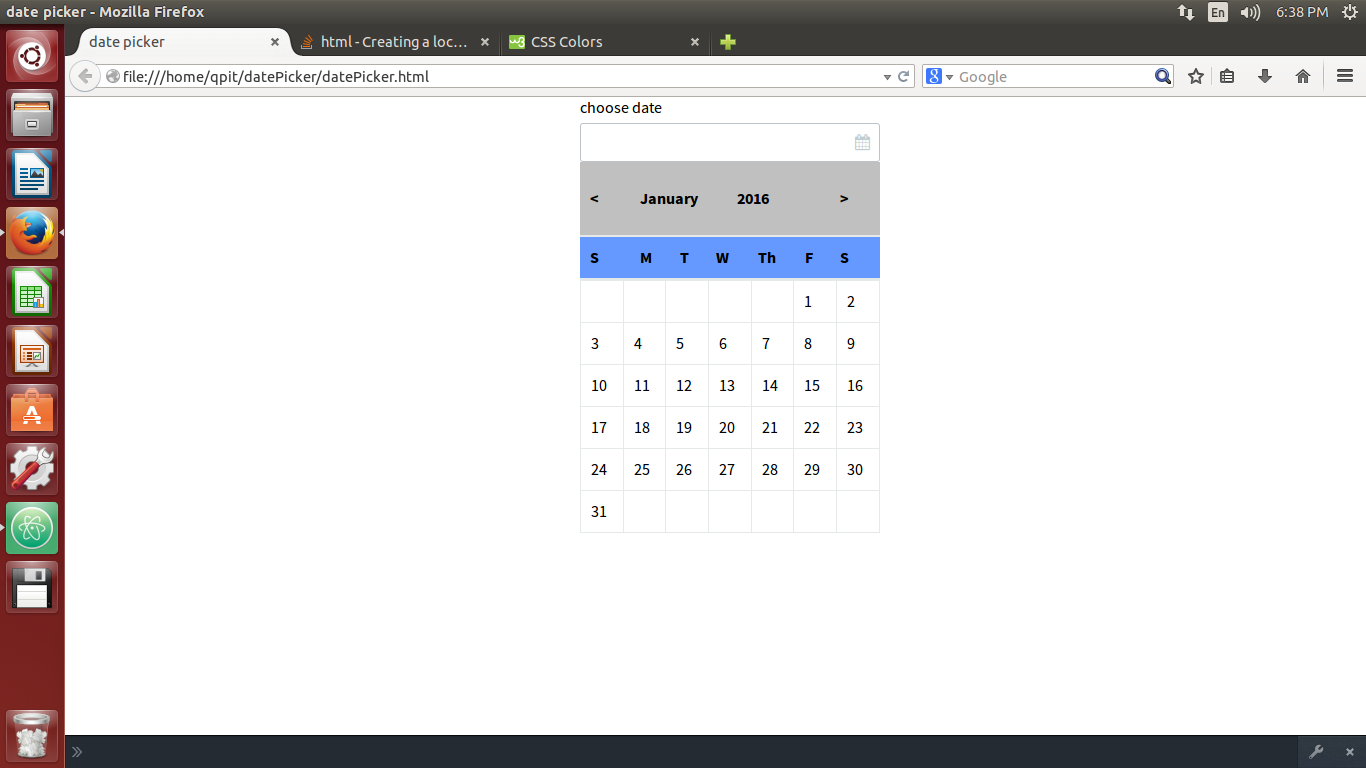 date picker - Mozilla Firefox
En
6:38 PM
date picker
html - Creating a loc...
w3
CSS Colors
file:///home/qpit/datePicker/datePicker.html
8
Google
choose date
< January 2016 >
S M T W Th F S
1 2
3 4 5 6 7 8 9
10 11 12 13 14 15 16
17 18 19 20 21 22 23
24 25 26 27 28 29 30
31